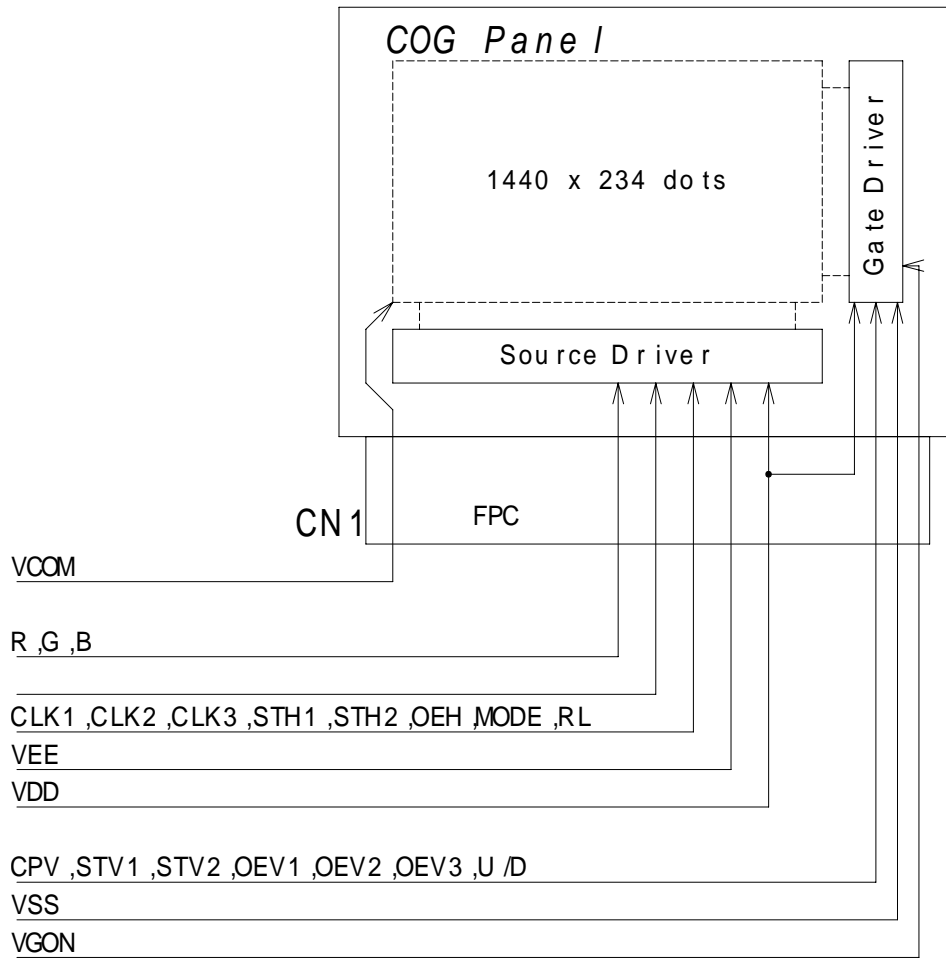 COG Panel
1440 x 234 dots
Gate Driver
Source Driver
CN1
FPC
VCOM
R,G,B
CLK1,CLK2,CLK3,STH1,STH2,OEH,MODE,RL
VEE
VDD
CPV,STV1,STV2,OEV1,OEV2,OEV3,U/D
VSS
VGON